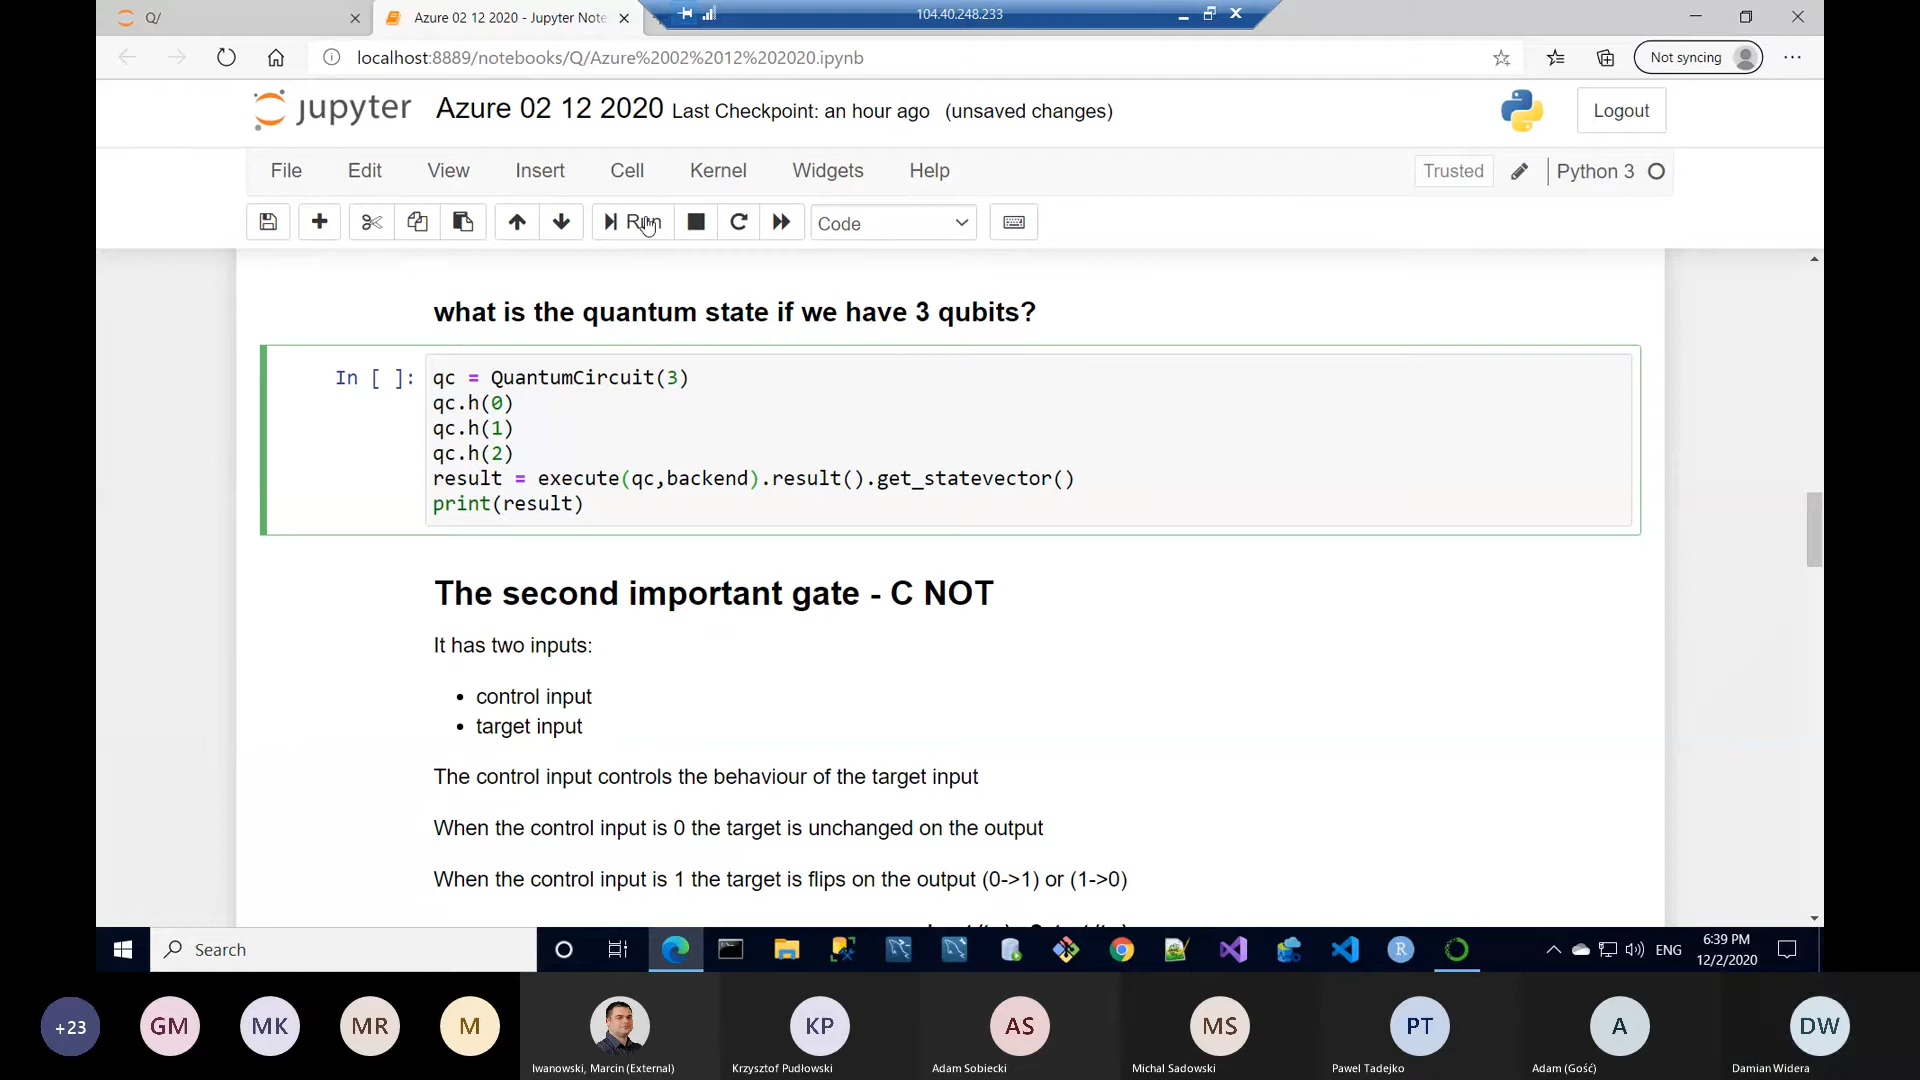 Q/
Azure 02 12 2020 - Jupyter Note
104.40.248.233
localhost:8889/notebooks/Q/Azure%2002%2012%202020.ipynb
Not syncing
jupyter Azure 02 12 2020 Last Checkpoint: an hour ago (unsaved changes)
Logout
File Edit View Insert Cell Kernel Widgets Help
Trusted
Python 3
Run
Code
what is the quantum state if we have 3 qubits?
In [ ]:
qc = QuantumCircuit(3)
qc.h(0)
qc.h(1)
qc.h(2)
result = execute(qc,backend).result().get_statevector()
print(result)
The second important gate - C NOT
It has two inputs:
• control input
• target input
The control input controls the behaviour of the target input
When the control input is 0 the target is unchanged on the output
When the control input is 1 the target is flips on the output (0->1) or (1->0)
Search
R
ENG
6:39 PM
12/2/2020
+23
GM
MK
MR
M
KP
AS
MS
PT
A
DW
Iwanowski, Marcin (External)
Krzysztof Pudłowski
Adam Sobiecki
Michal Sadowski
Pawel Tadejko
Adam (Gość)
Damian Widera